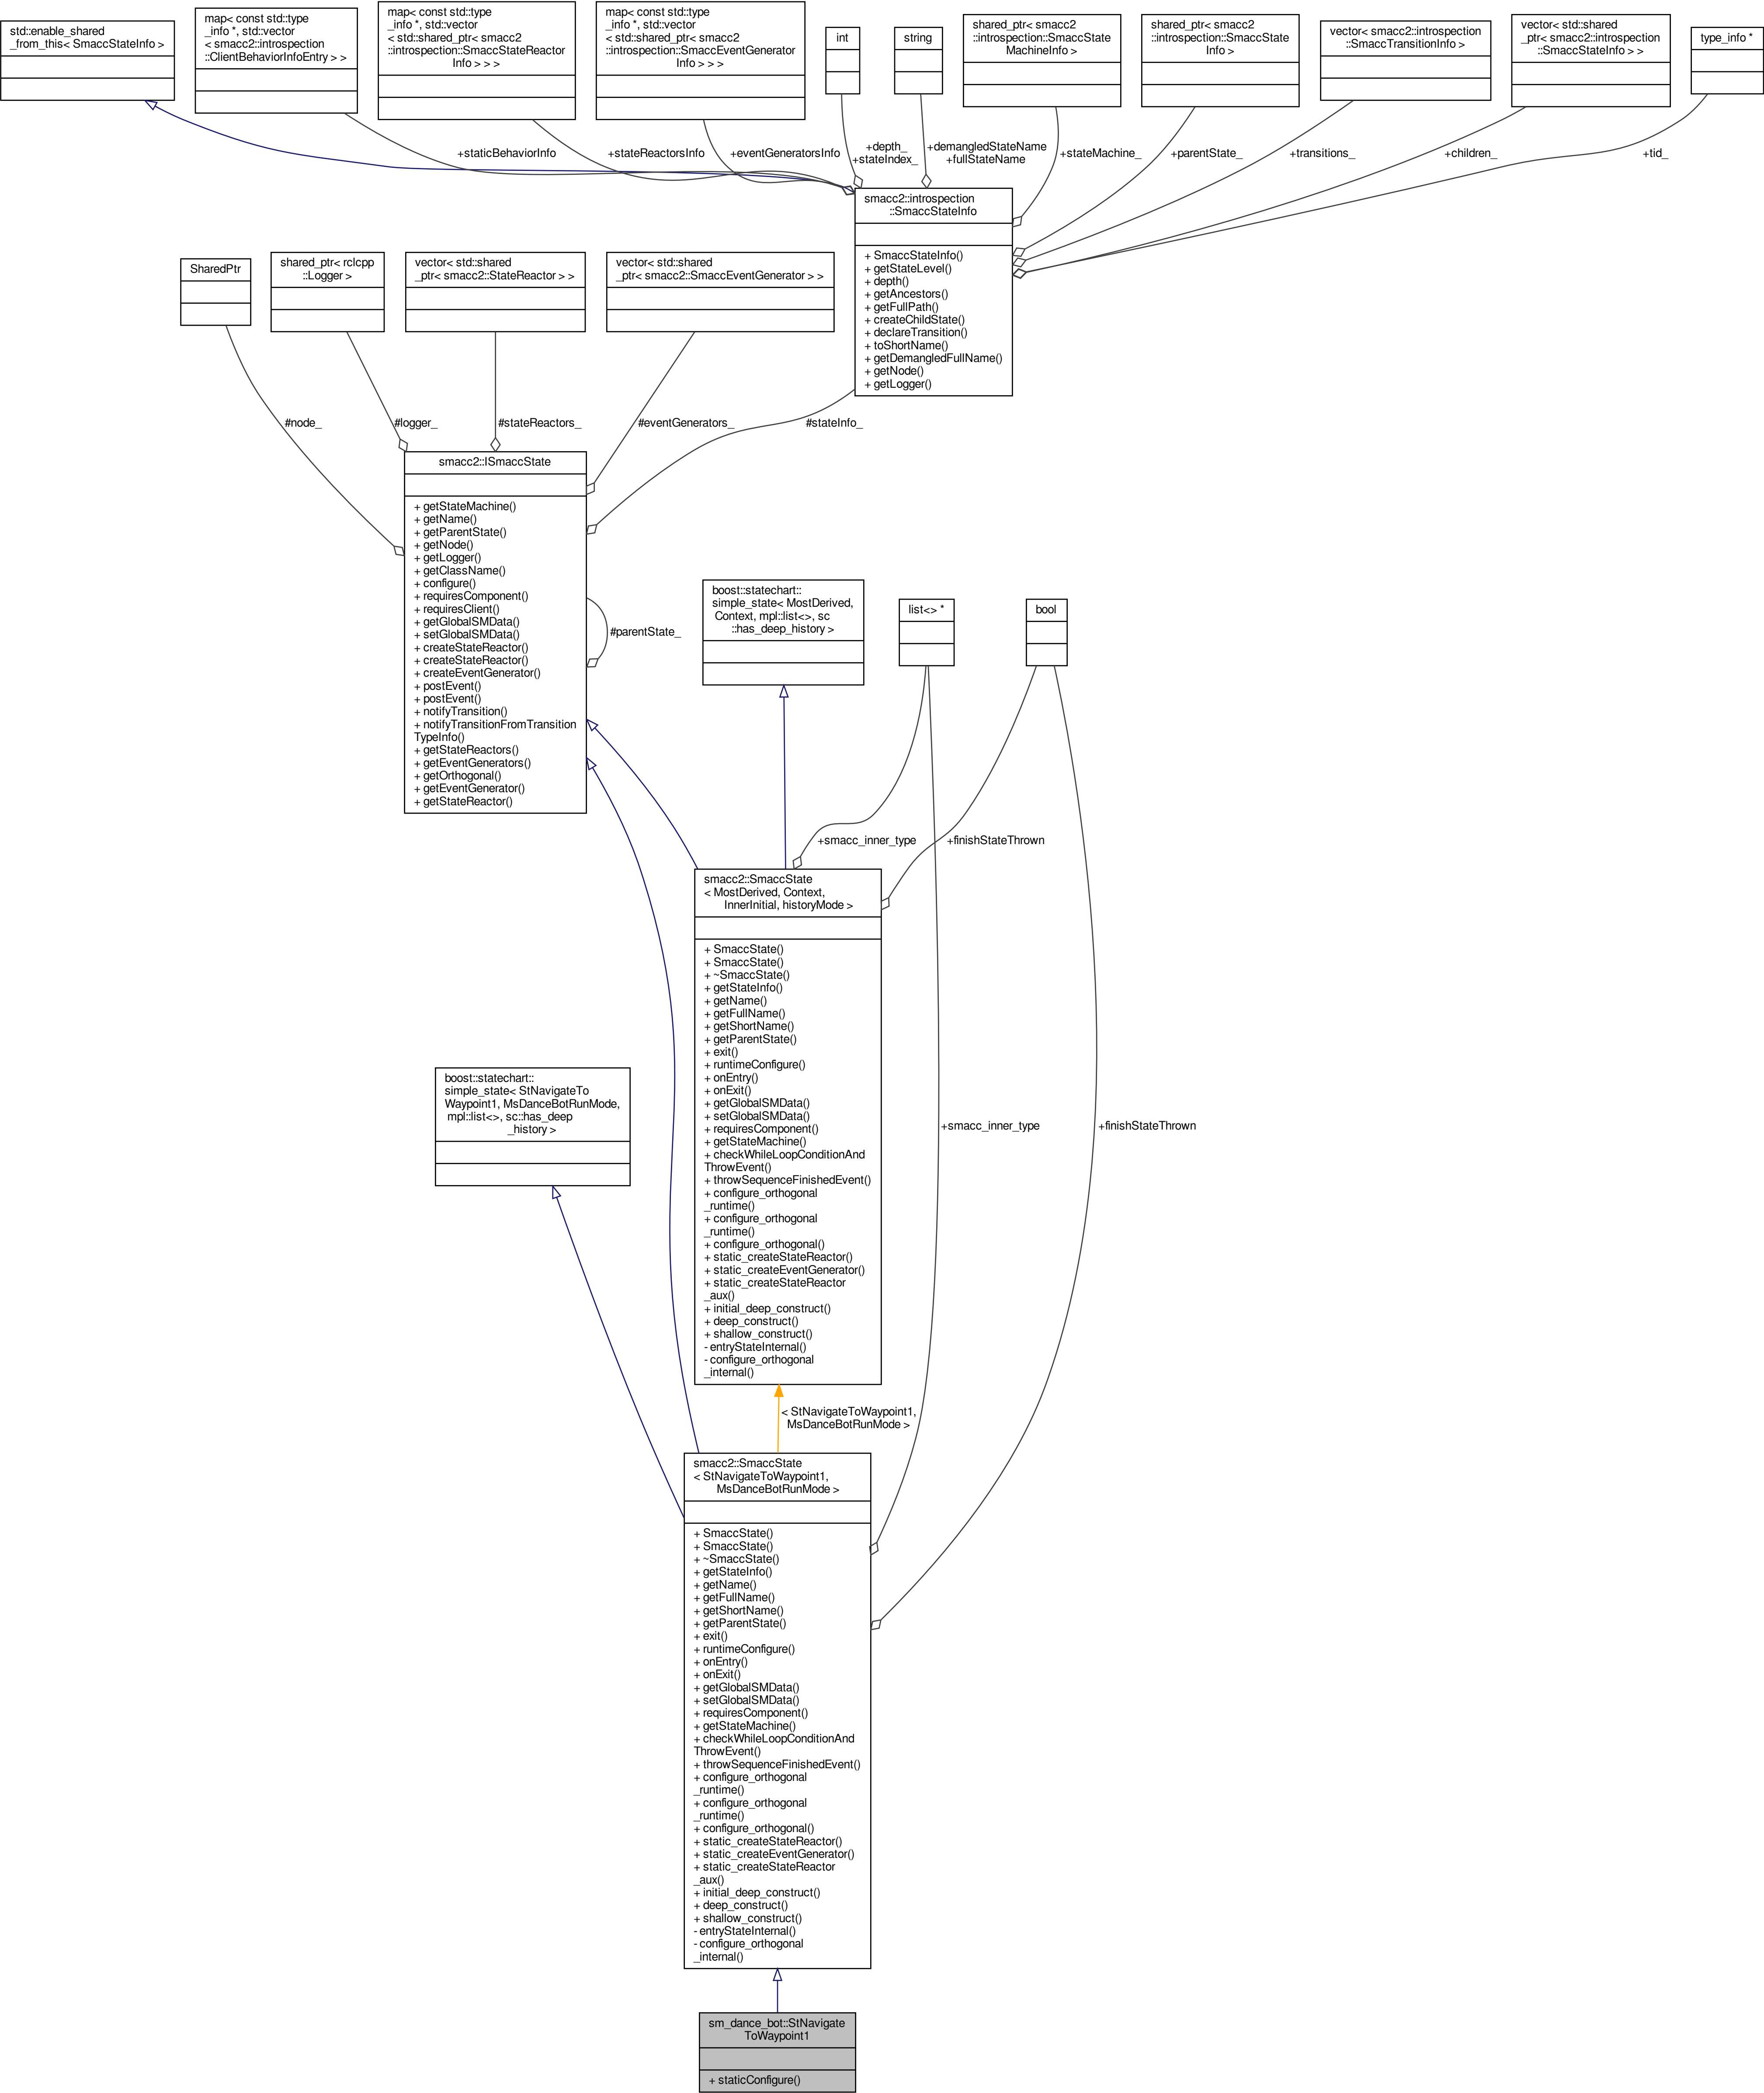 std::enable_shared
_from_this< SmaccStateInfo >
map< const std::type
_info *, std::vector
< smacc2::introspection
::ClientBehaviorInfoEntry > >
map< const std::type
_info *, std::vector
< std::shared_ptr< smacc2
::introspection::SmaccStateReactor
Info > > >
map< const std::type
_info *, std::vector
< std::shared_ptr< smacc2
::introspection::SmaccEventGenerator
Info > > >
int
string
shared_ptr< smacc2
::introspection::SmaccState
MachineInfo >
shared_ptr< smacc2
::introspection::SmaccState
Info >
vector< smacc2::introspection
::SmaccTransitionInfo >
vector< std::shared
_ptr< smacc2::introspection
::SmaccStateInfo > >
type_info *
+staticBehaviorInfo
+stateReactorsInfo
+eventGeneratorsInfo
+depth_
+stateIndex_
+demangledStateName
+fullStateName
+stateMachine_
+parentState_
+transitions_
+children_
+tid_
smacc2::introspection
::SmaccStateInfo
+ SmaccStateInfo()
+ getStateLevel()
+ depth()
+ getAncestors()
+ getFullPath()
+ createChildState()
+ declareTransition()
+ toShortName()
+ getDemangledFullName()
+ getNode()
+ getLogger()
SharedPtr
shared_ptr< rclcpp
::Logger >
vector< std::shared
_ptr< smacc2::StateReactor > >
vector< std::shared
_ptr< smacc2::SmaccEventGenerator > >
#node_
#logger_
#stateReactors_
#eventGenerators_
#stateInfo_
smacc2::ISmaccState
+ getStateMachine()
+ getName()
+ getParentState()
+ getNode()
+ getLogger()
+ getClassName()
+ configure()
+ requiresComponent()
+ requiresClient()
+ getGlobalSMData()
+ setGlobalSMData()
+ createStateReactor()
+ createStateReactor()
+ createEventGenerator()
+ postEvent()
+ postEvent()
+ notifyTransition()
+ notifyTransitionFromTransition
TypeInfo()
+ getStateReactors()
+ getEventGenerators()
+ getOrthogonal()
+ getEventGenerator()
+ getStateReactor()
#parentState_
boost::statechart::
simple_state< MostDerived,
Context, mpl::list<>, sc
::has_deep_history >
list<> *
bool
+smacc_inner_type
+finishStateThrown
smacc2::SmaccState
< MostDerived, Context,
InnerInitial, historyMode >
+ SmaccState()
+ SmaccState()
+ ~SmaccState()
+ getStateInfo()
+ getName()
+ getFullName()
+ getShortName()
+ getParentState()
+ exit()
+ runtimeConfigure()
+ onEntry()
+ onExit()
+ getGlobalSMData()
+ setGlobalSMData()
+ requiresComponent()
+ getStateMachine()
+ checkWhileLoopConditionAnd
ThrowEvent()
+ throwSequenceFinishedEvent()
+ configure_orthogonal
_runtime()
+ configure_orthogonal
_runtime()
+ configure_orthogonal()
+ static_createStateReactor()
+ static_createEventGenerator()
+ static_createStateReactor
_aux()
+ initial_deep_construct()
+ deep_construct()
+ shallow_construct()
- entryStateInternal()
- configure_orthogonal
_internal()
boost::statechart::
simple_state< StNavigateTo
Waypoint1, MsDanceBotRunMode,
mpl::list<>, sc::has_deep
_history >
+smacc_inner_type
+finishStateThrown
< StNavigateToWaypoint1,
MsDanceBotRunMode >
smacc2::SmaccState
< StNavigateToWaypoint1,
MsDanceBotRunMode >
+ SmaccState()
+ SmaccState()
+ ~SmaccState()
+ getStateInfo()
+ getName()
+ getFullName()
+ getShortName()
+ getParentState()
+ exit()
+ runtimeConfigure()
+ onEntry()
+ onExit()
+ getGlobalSMData()
+ setGlobalSMData()
+ requiresComponent()
+ getStateMachine()
+ checkWhileLoopConditionAnd
ThrowEvent()
+ throwSequenceFinishedEvent()
+ configure_orthogonal
_runtime()
+ configure_orthogonal
_runtime()
+ configure_orthogonal()
+ static_createStateReactor()
+ static_createEventGenerator()
+ static_createStateReactor
_aux()
+ initial_deep_construct()
+ deep_construct()
+ shallow_construct()
- entryStateInternal()
- configure_orthogonal
_internal()
sm_dance_bot::StNavigate
ToWaypoint1
+ staticConfigure()